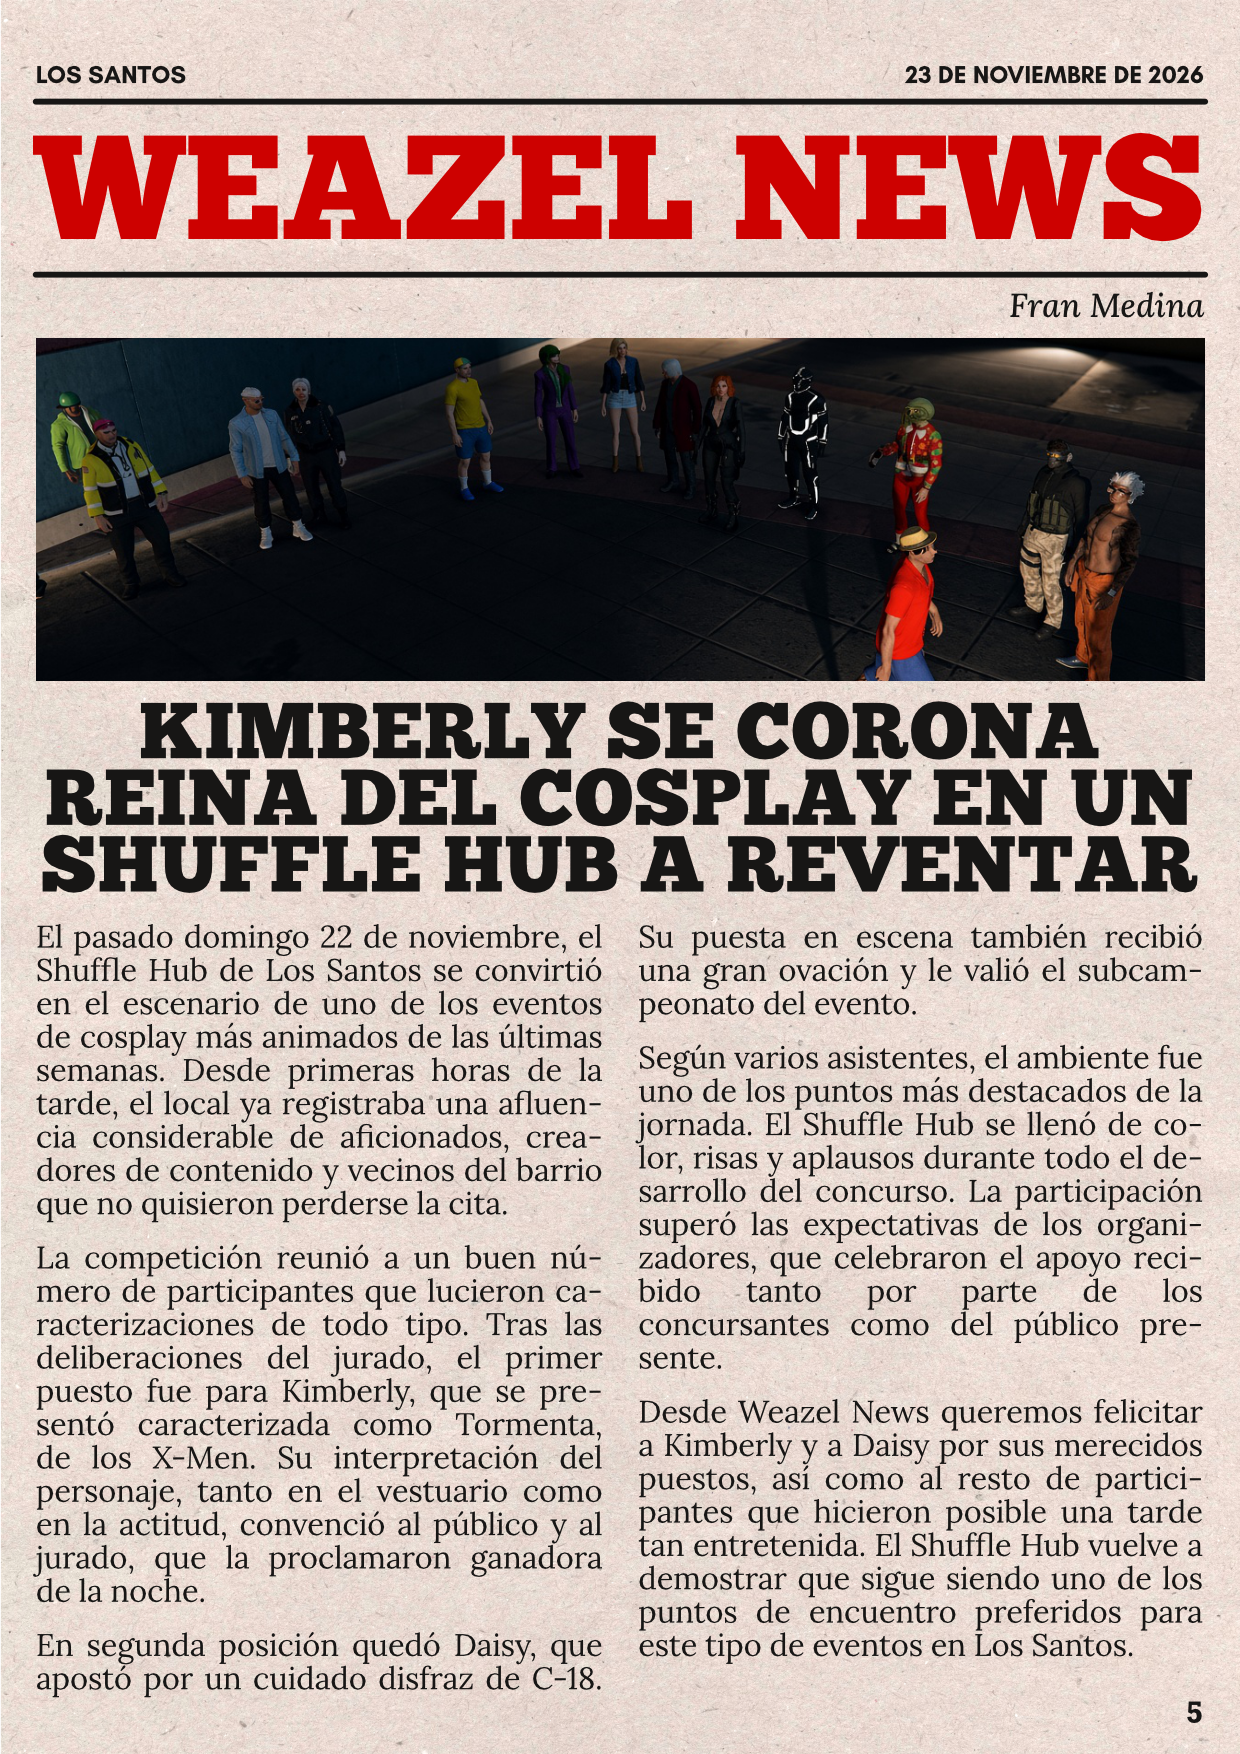 LOS SANTOS
23 DE NOVIEMBRE DE 2026
WEAZEL NEWS
Fran Medina
KIMBERLY SE CORONA
REINA DEL COSPLAY EN UN
SHUFFLE HUB A REVENTAR
El pasado domingo 22 de noviembre, el
Shuffle Hub de Los Santos se convirtió
en el escenario de uno de los eventos
de cosplay más animados de las últimas
semanas. Desde primeras horas de la
tarde, el local ya registraba una afluen-
cia considerable de aficionados, crea-
dores de contenido y vecinos del barrio
que no quisieron perderse la cita.
La competición reunió a un buen nú-
mero de participantes que lucieron ca-
racterizaciones de todo tipo. Tras las
deliberaciones del jurado, el primer
puesto fue para Kimberly, que se pre-
sentó caracterizada como Tormenta,
de los X-Men. Su interpretación del
personaje, tanto en el vestuario como
en la actitud, convenció al público y al
jurado, que la proclamaron ganadora
de la noche.
En segunda posición quedó Daisy, que
apostó por un cuidado disfraz de C-18.
Su puesta en escena también recibió
una gran ovación y le valió el subcam-
peonato del evento.
Según varios asistentes, el ambiente fue
uno de los puntos más destacados de la
jornada. El Shuffle Hub se llenó de co-
lor, risas y aplausos durante todo el de-
sarrollo del concurso. La participación
superó las expectativas de los organi-
zadores, que celebraron el apoyo reci-
bido tanto por parte de los
concursantes como del público pre-
sente.
Desde Weazel News queremos felicitar
a Kimberly y a Daisy por sus merecidos
puestos, así como al resto de partici-
pantes que hicieron posible una tarde
tan entretenida. El Shuffle Hub vuelve a
demostrar que sigue siendo uno de los
puntos de encuentro preferidos para
este tipo de eventos en Los Santos.
5